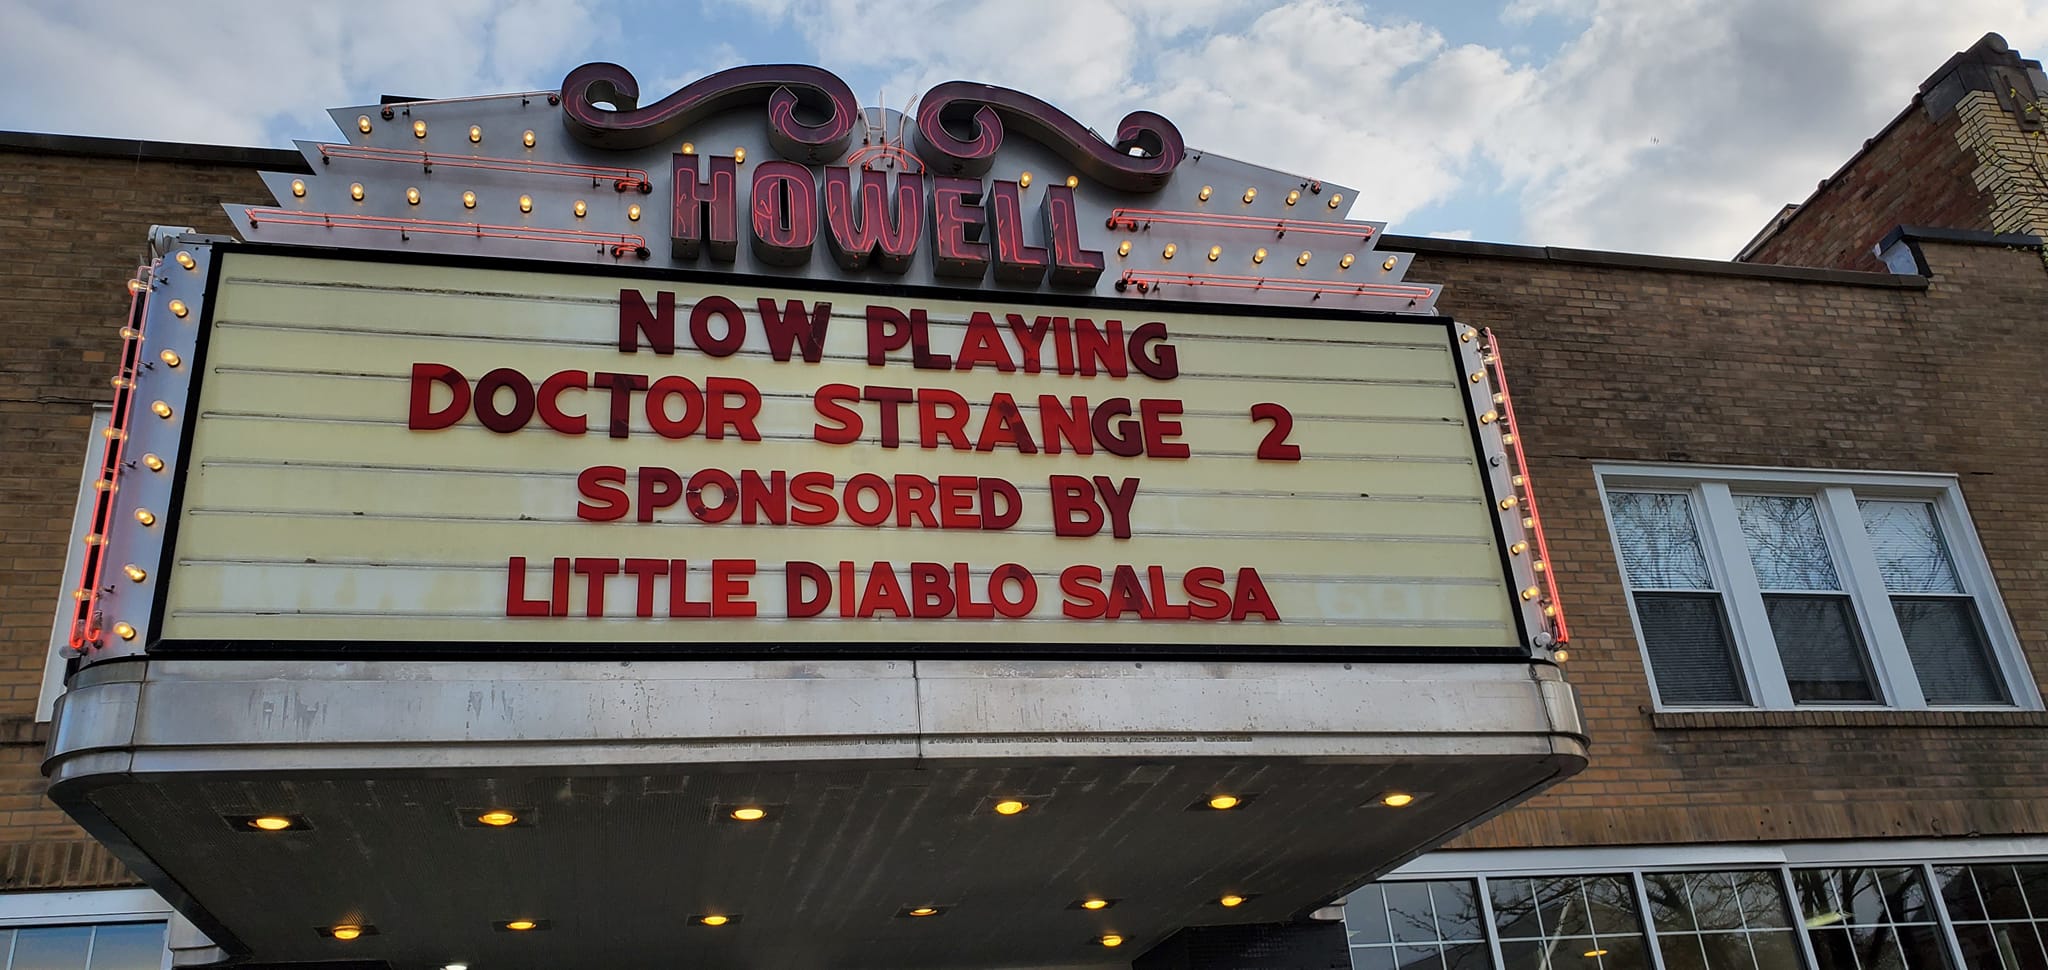 HOWELL
NOW PLAYING
DOCTOR STRANGE 2
SPONSORED BY
LITTLE DIABLO SALSA